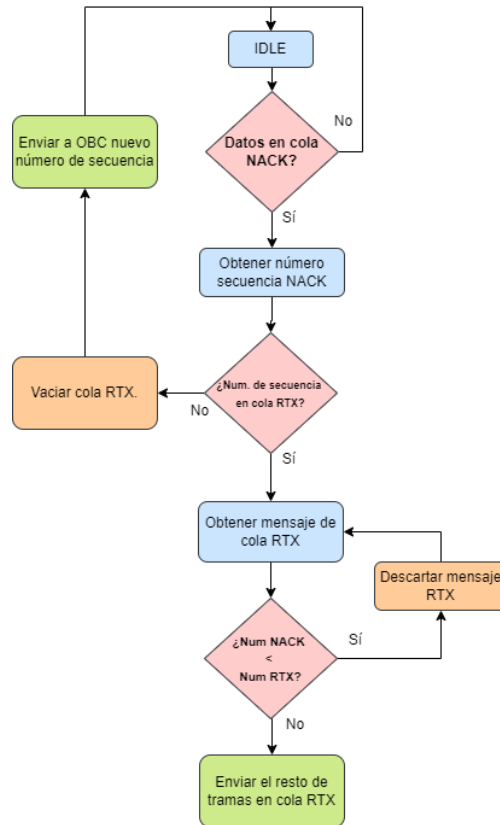 IDLE
No
Enviar a OBC nuevo
número de secuencia
Datos en cola
NACK?
Sí
Obtener número
secuencia NACK
Vaciar cola RTX.
No
¿Num. de secuencia
en cola RTX?
Sí
Obtener mensaje de
cola RTX
Descartar mensaje
RTX
¿Num NACK
<
Num RTX?
Sí
No
Enviar el resto de
tramas en cola RTX